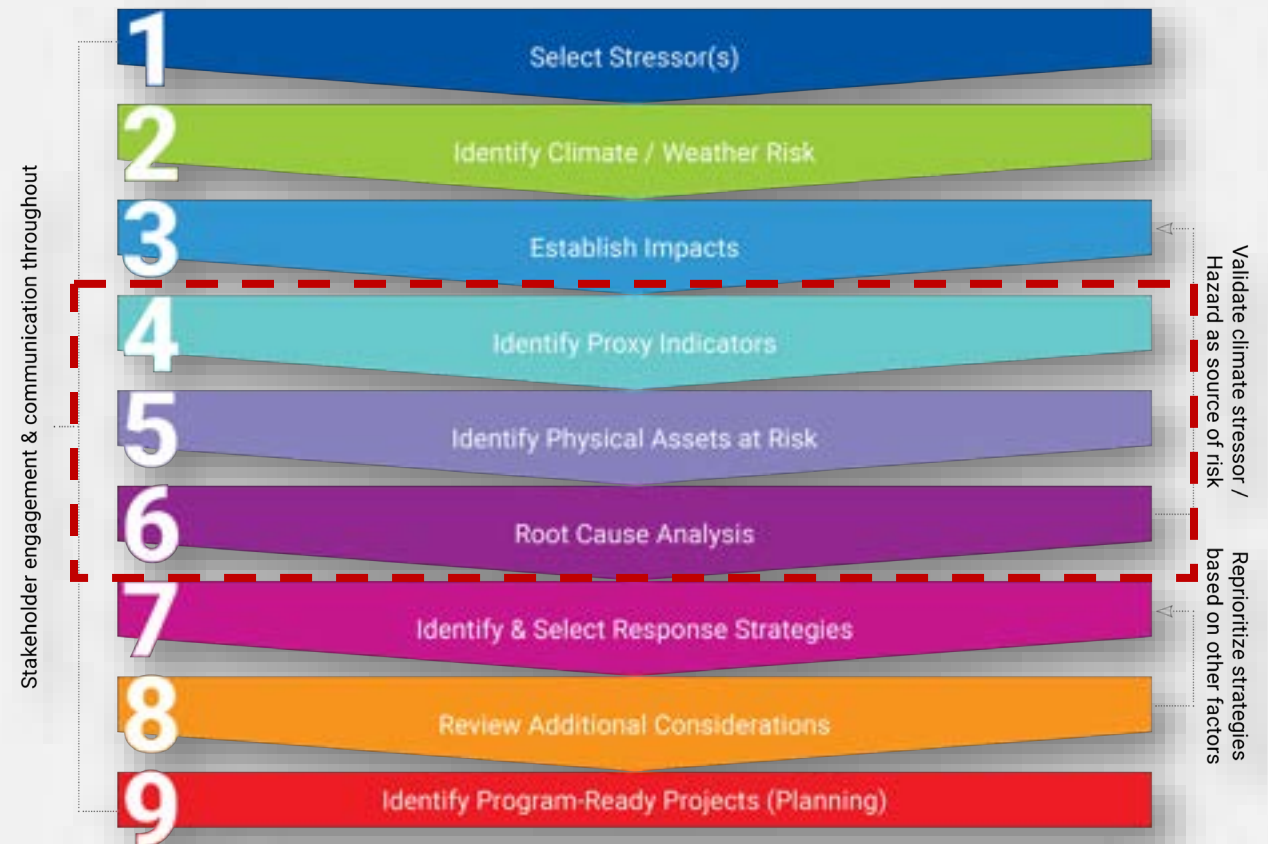 1
Select Stressor(s)
2
Identify Climate / Weather Risk
3
Establish Impacts
4
Identify Proxy Indicators
5
Identify Physical Assets at Risk
6
Root Cause Analysis
7
Identify & Select Response Strategies
8
Review Additional Considerations
9
Identify Program-Ready Projects (Planning)
Stakeholder engagement & communication throughout
Validate climate stressor /
Hazard as source of risk
Reprioritize strategies
based on other factors